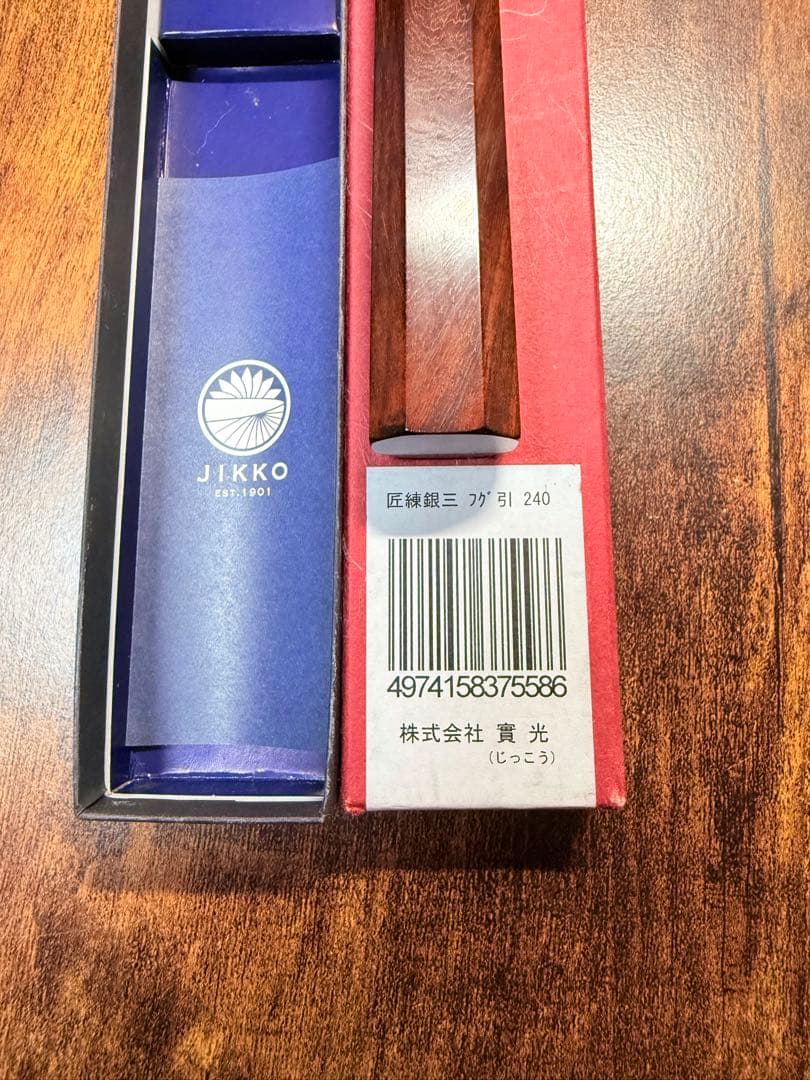 JIKKO
EST.1901
匠練銀三 フグ引 240
4974158375586
株式会社 實光
(じっこう)